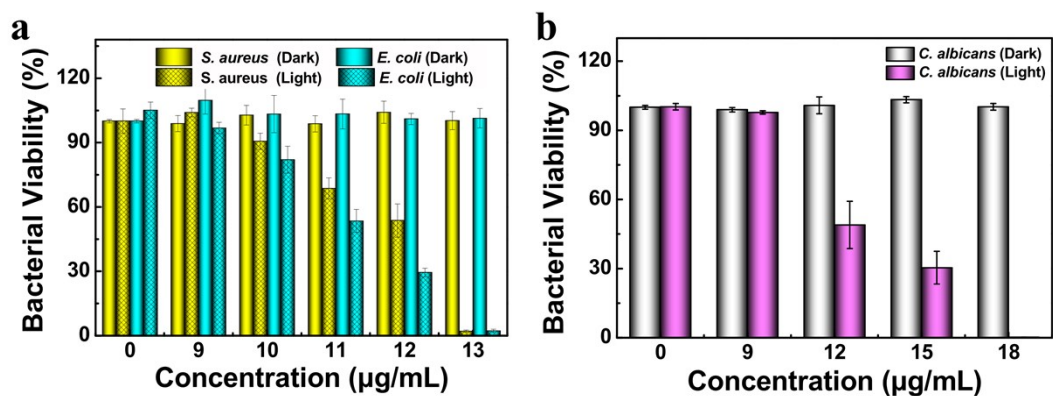 a
S. aureus (Dark) E. coli (Dark)
S. aureus (Light) E. coli (Light)
Bacterial Viability (%)
120
90
60
30
0
0 9 10 11 12 13
Concentration (μg/mL)
b
C. albicans (Dark)
C. albicans (Light)
Bacterial Viability (%)
120
90
60
30
0
0 9 12 15 18
Concentration (μg/mL)